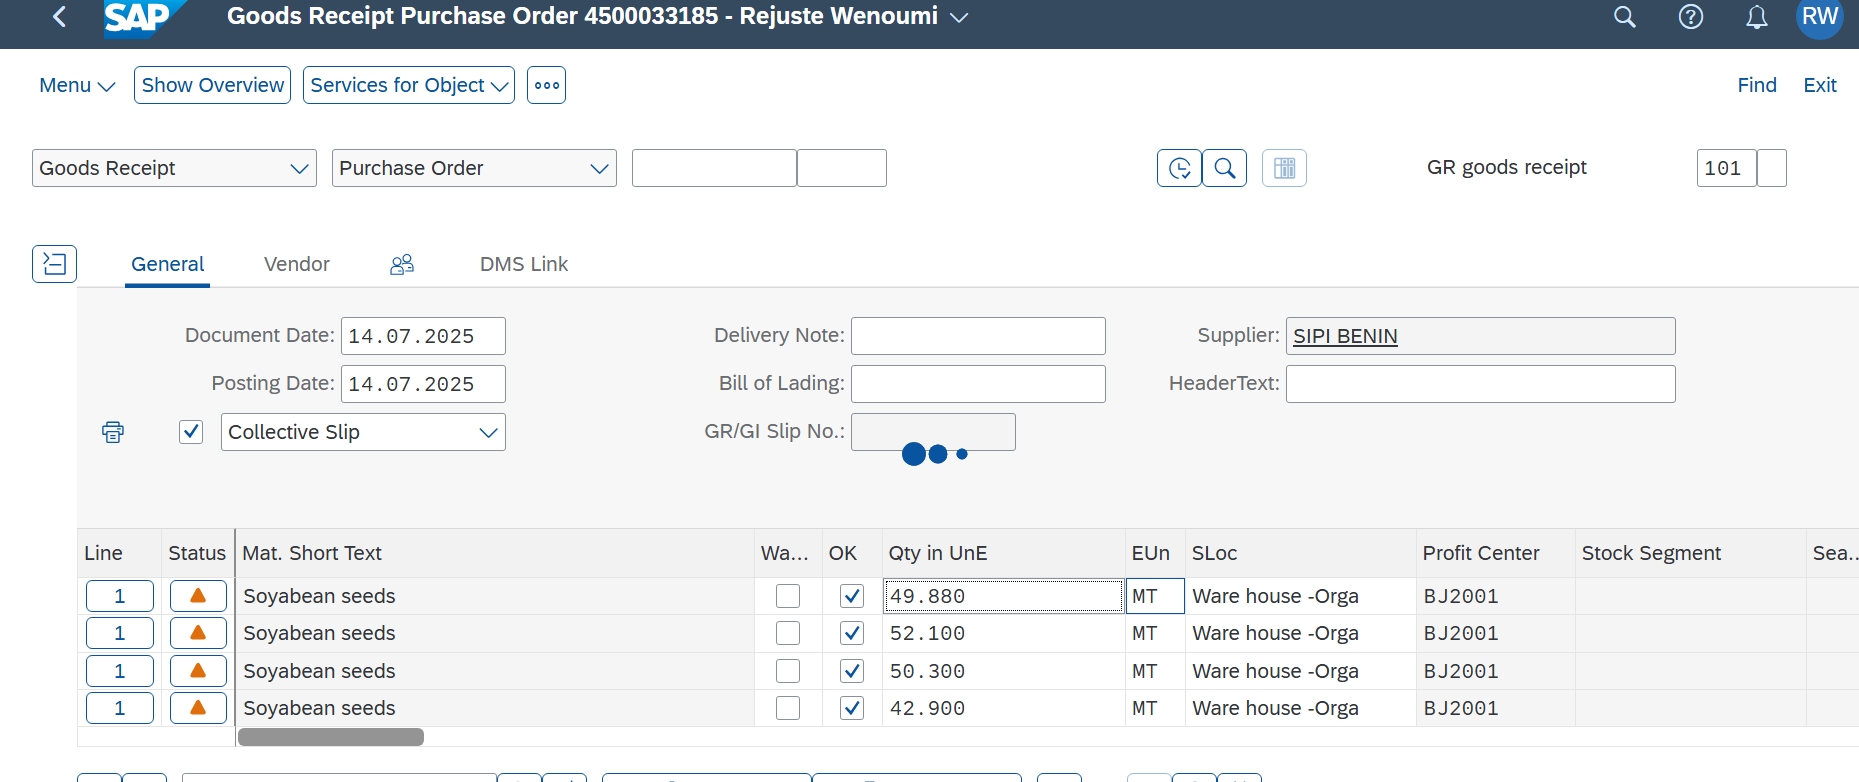 SAP Goods Receipt Purchase Order 4500033185 - Rejuste Wenoumi RW
Menu Show Overview Services for Object Find Exit
Goods Receipt Purchase Order GR goods receipt 101
General Vendor DMS Link
Document Date: 14.07.2025 Delivery Note: Supplier: SIPI BENIN
Posting Date: 14.07.2025 Bill of Lading: HeaderText:
Collective Slip GR/GI Slip No.:
Line Status Mat. Short Text Wa... OK Qty in UnE EUn SLoc Profit Center Stock Segment Sea..
1 Soyabean seeds 49.880 MT Ware house -Orga BJ2001
1 Soyabean seeds 52.100 MT Ware house -Orga BJ2001
1 Soyabean seeds 50.300 MT Ware house -Orga BJ2001
1 Soyabean seeds 42.900 MT Ware house -Orga BJ2001